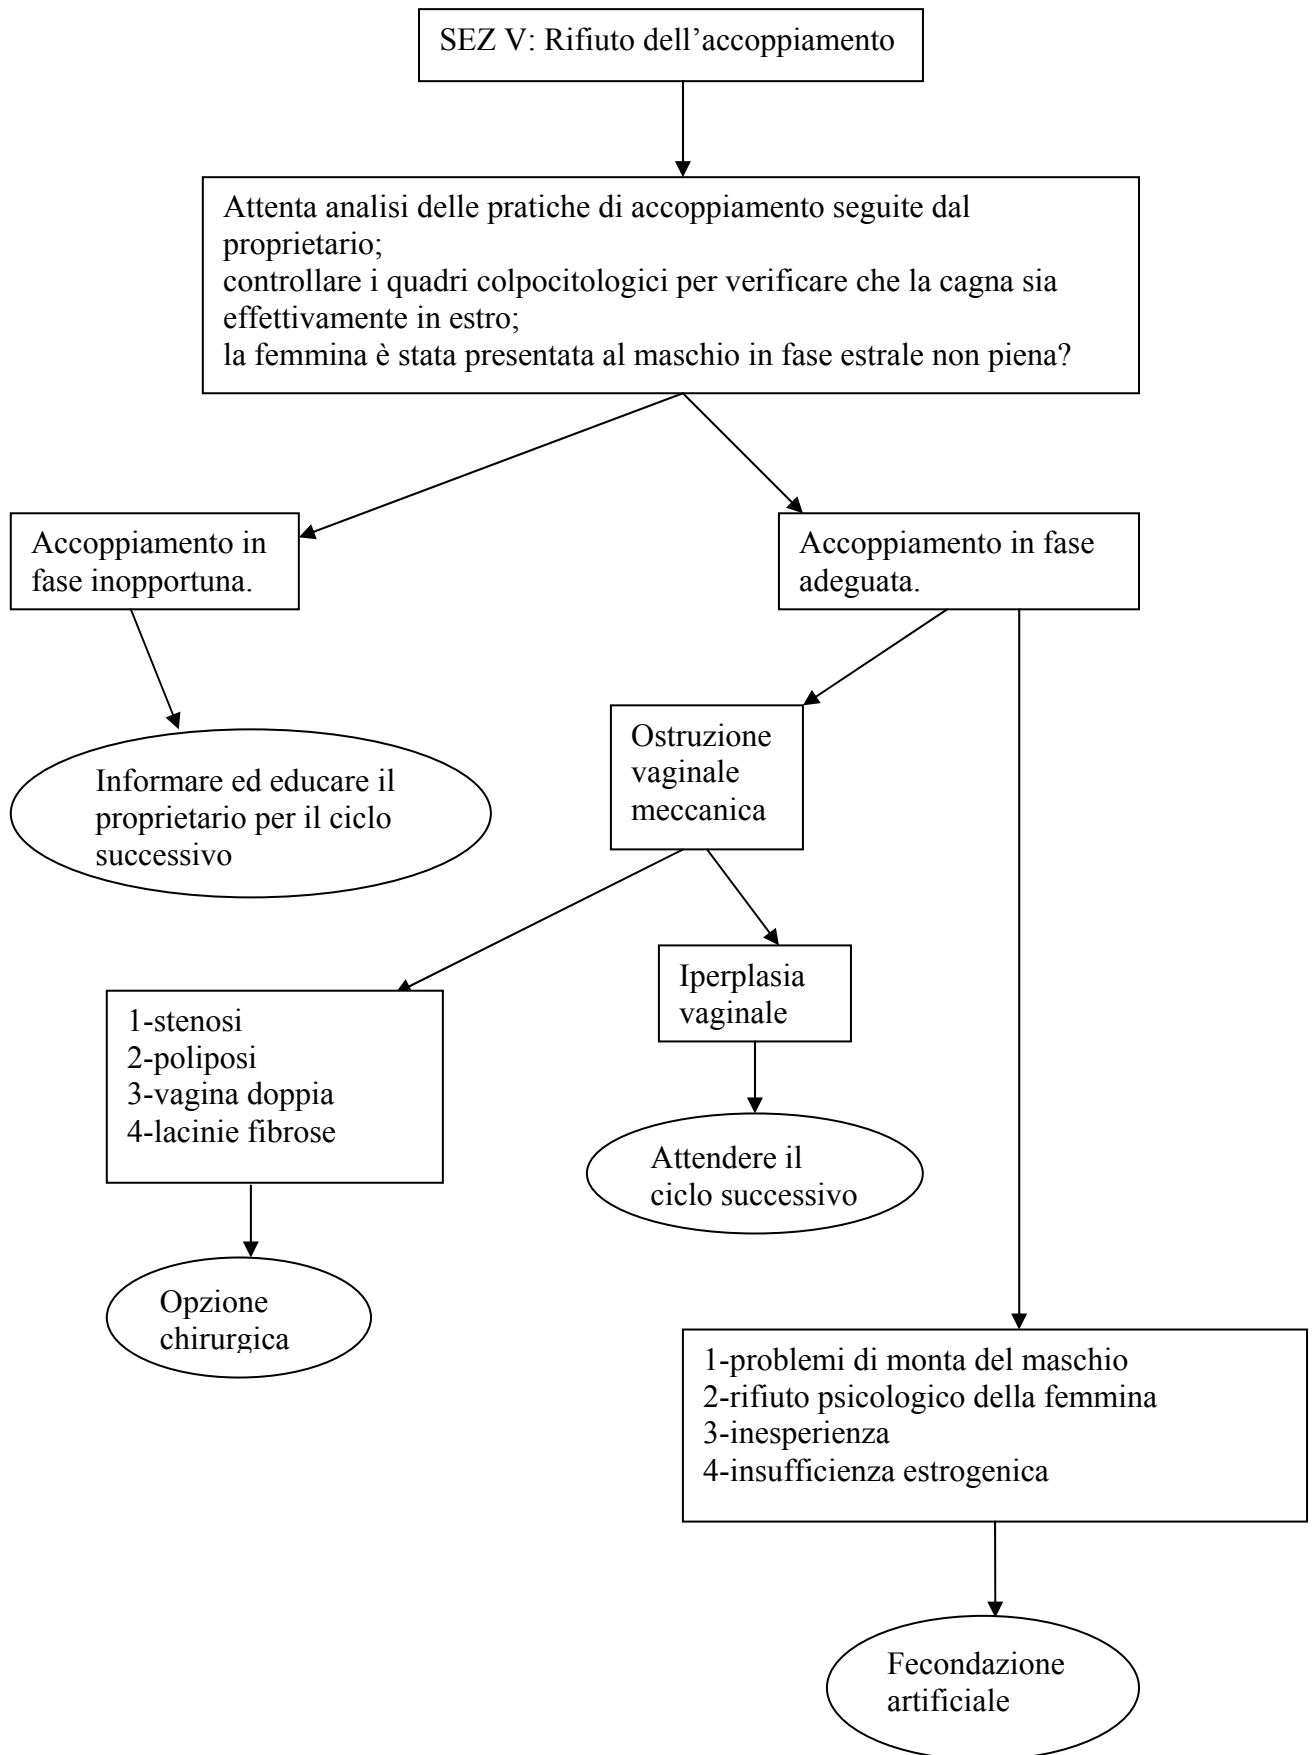 SEZ V: Rifiuto dell’accoppiamento
Attenta analisi delle pratiche di accoppiamento seguite dal
proprietario;
controllare i quadri colpocitologici per verificare che la cagna sia
effettivamente in estro;
la femmina è stata presentata al maschio in fase estrale non piena?
Accoppiamento in
fase inopportuna.
Accoppiamento in fase
adeguata.
Informare ed educare il
proprietario per il ciclo
successivo
Ostruzione
vaginale
meccanica
1-stenosi
2-poliposi
3-vagina doppia
4-lacinie fibrose
Iperplasia
vaginale
Attendere il
ciclo successivo
Opzione
chirurgica
1-problemi di monta del maschio
2-rifiuto psicologico della femmina
3-inesperienza
4-insufficienza estrogenica
Fecondazione
artificiale